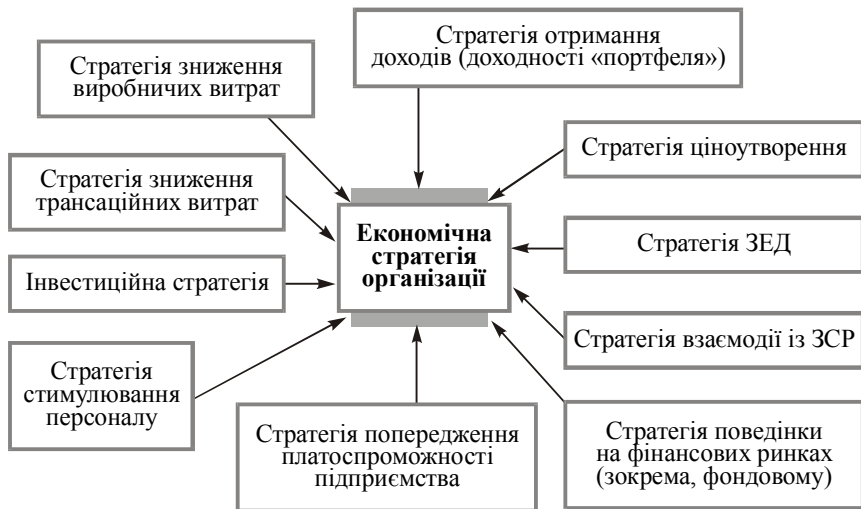 Стратегія отримання
доходів (доходності «портфеля»)
Стратегія зниження
виробничих витрат
Стратегія ціноутворення
Стратегія зниження
трансаційних витрат
Економічна
стратегія
організації
Стратегія ЗЕД
Інвестиційна стратегія
Стратегія взаємодії із ЗСР
Стратегія
стимулювання
персоналу
Стратегія попередження
платоспроможності
підприємства
Стратегія поведінки
на фінансових ринках
(зокрема, фондовому)